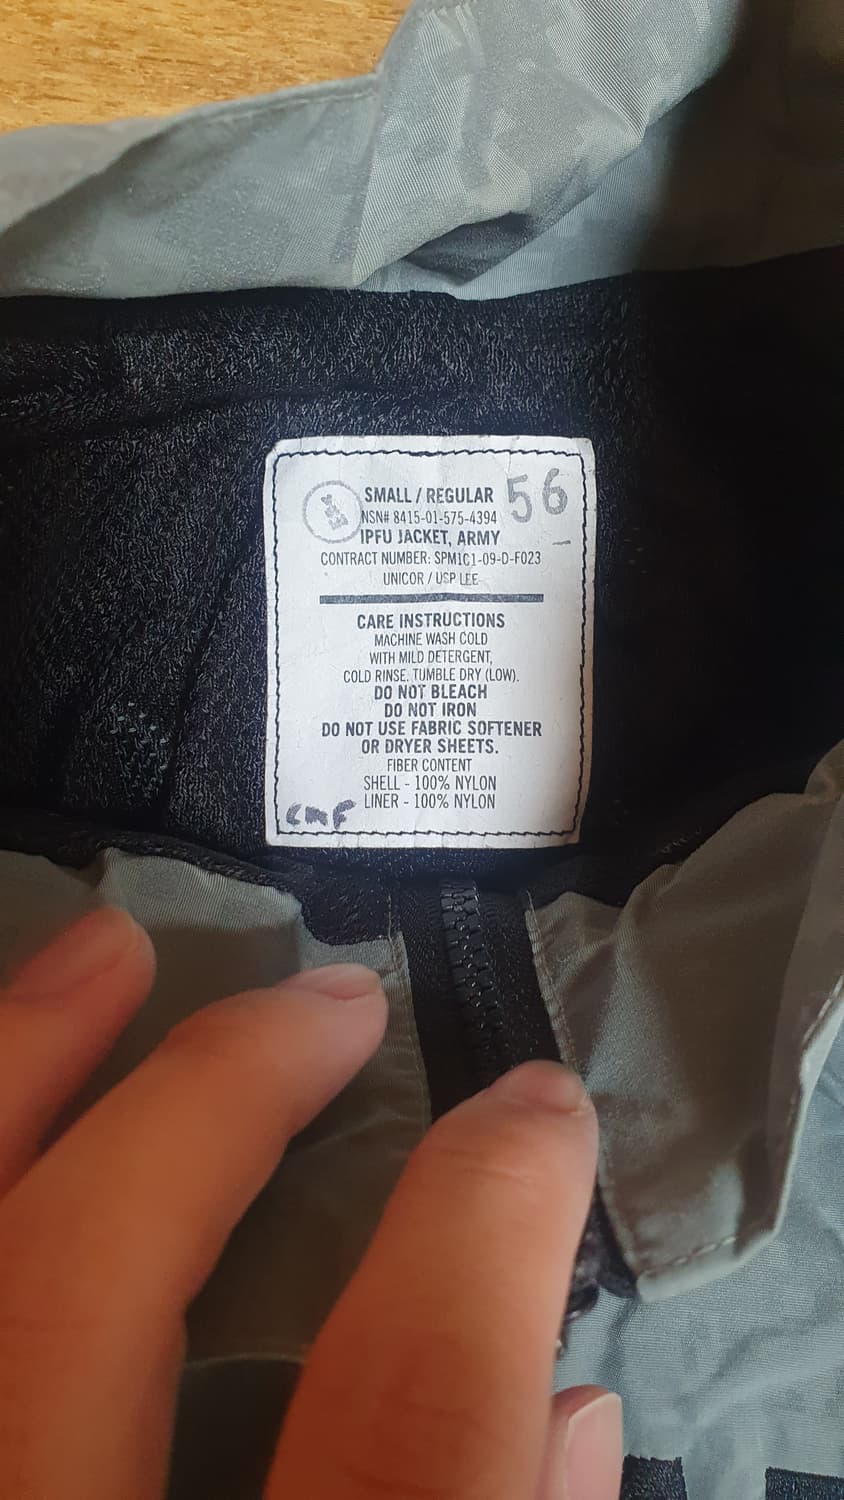 SMALL / REGULAR 56
NSN# 8415-01-575-4394
IPFU JACKET, ARMY
CONTRACT NUMBER: SPM1C1-09-D-F023
UNICOR / USP LEE
CARE INSTRUCTIONS
MACHINE WASH COLD
WITH MILD DETERGENT,
COLD RINSE. TUMBLE DRY (LOW).
DO NOT BLEACH
DO NOT IRON
DO NOT USE FABRIC SOFTENER
OR DRYER SHEETS.
FIBER CONTENT
SHELL - 100% NYLON
LINER - 100% NYLON
CMF